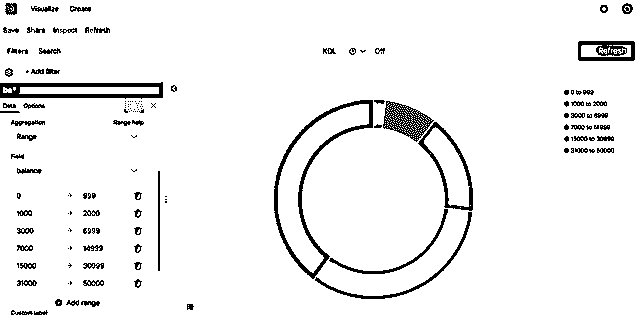 Visualize Create
Save Share Inspect Refresh
Filters Search KQL Off Refresh
+ Add filter
ba*
Data Options
Aggregation Range help
Range
Field
balance
0 → 999
1000 → 2000
3000 → 6999
7000 → 14999
15000 → 30999
31000 → 50000
Add range
Custom label
0 to 999
1000 to 2000
3000 to 6999
7000 to 14999
15000 to 30999
31000 to 50000